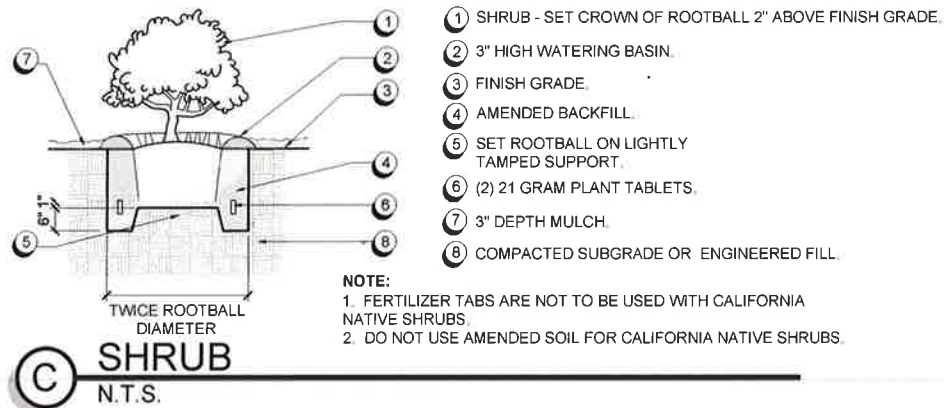 1 SHRUB - SET CROWN OF ROOTBALL 2" ABOVE FINISH GRADE.
2 3" HIGH WATERING BASIN.
3 FINISH GRADE.
4 AMENDED BACKFILL.
5 SET ROOTBALL ON LIGHTLY
TAMPED SUPPORT.
6 (2) 21 GRAM PLANT TABLETS.
7 3" DEPTH MULCH.
8 COMPACTED SUBGRADE OR ENGINEERED FILL.
1
2
7
3
4
6" 1"
6
5
8
TWICE ROOTBALL
DIAMETER
NOTE:
1. FERTILIZER TABS ARE NOT TO BE USED WITH CALIFORNIA
NATIVE SHRUBS.
2. DO NOT USE AMENDED SOIL FOR CALIFORNIA NATIVE SHRUBS.
C SHRUB
N.T.S.